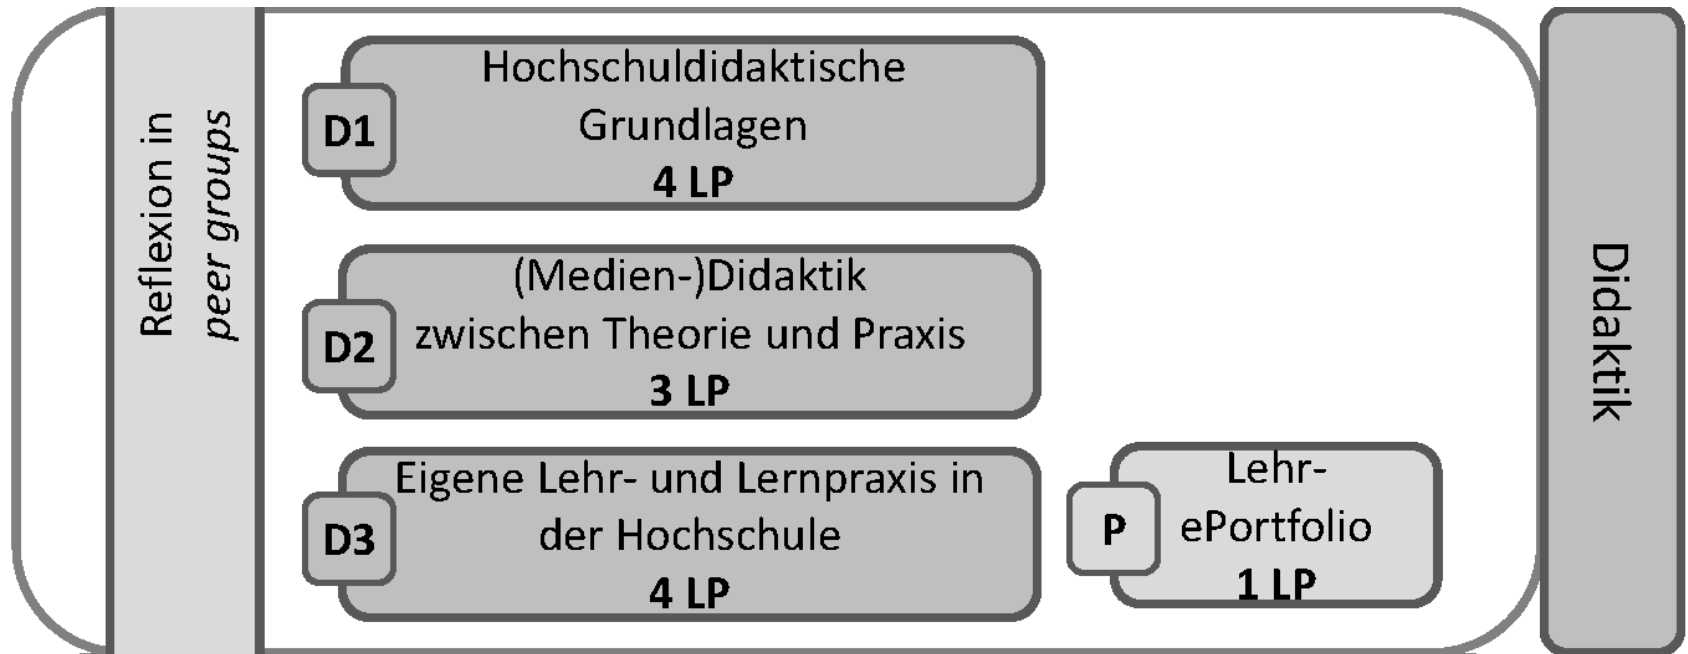 Reflexion in
peer groups
D1
Hochschuldidaktische
Grundlagen
4 LP
D2
(Medien-)Didaktik
zwischen Theorie und Praxis
3 LP
D3
Eigene Lehr- und Lernpraxis in
der Hochschule
4 LP
P
Lehr-
ePortfolio
1 LP
Didaktik